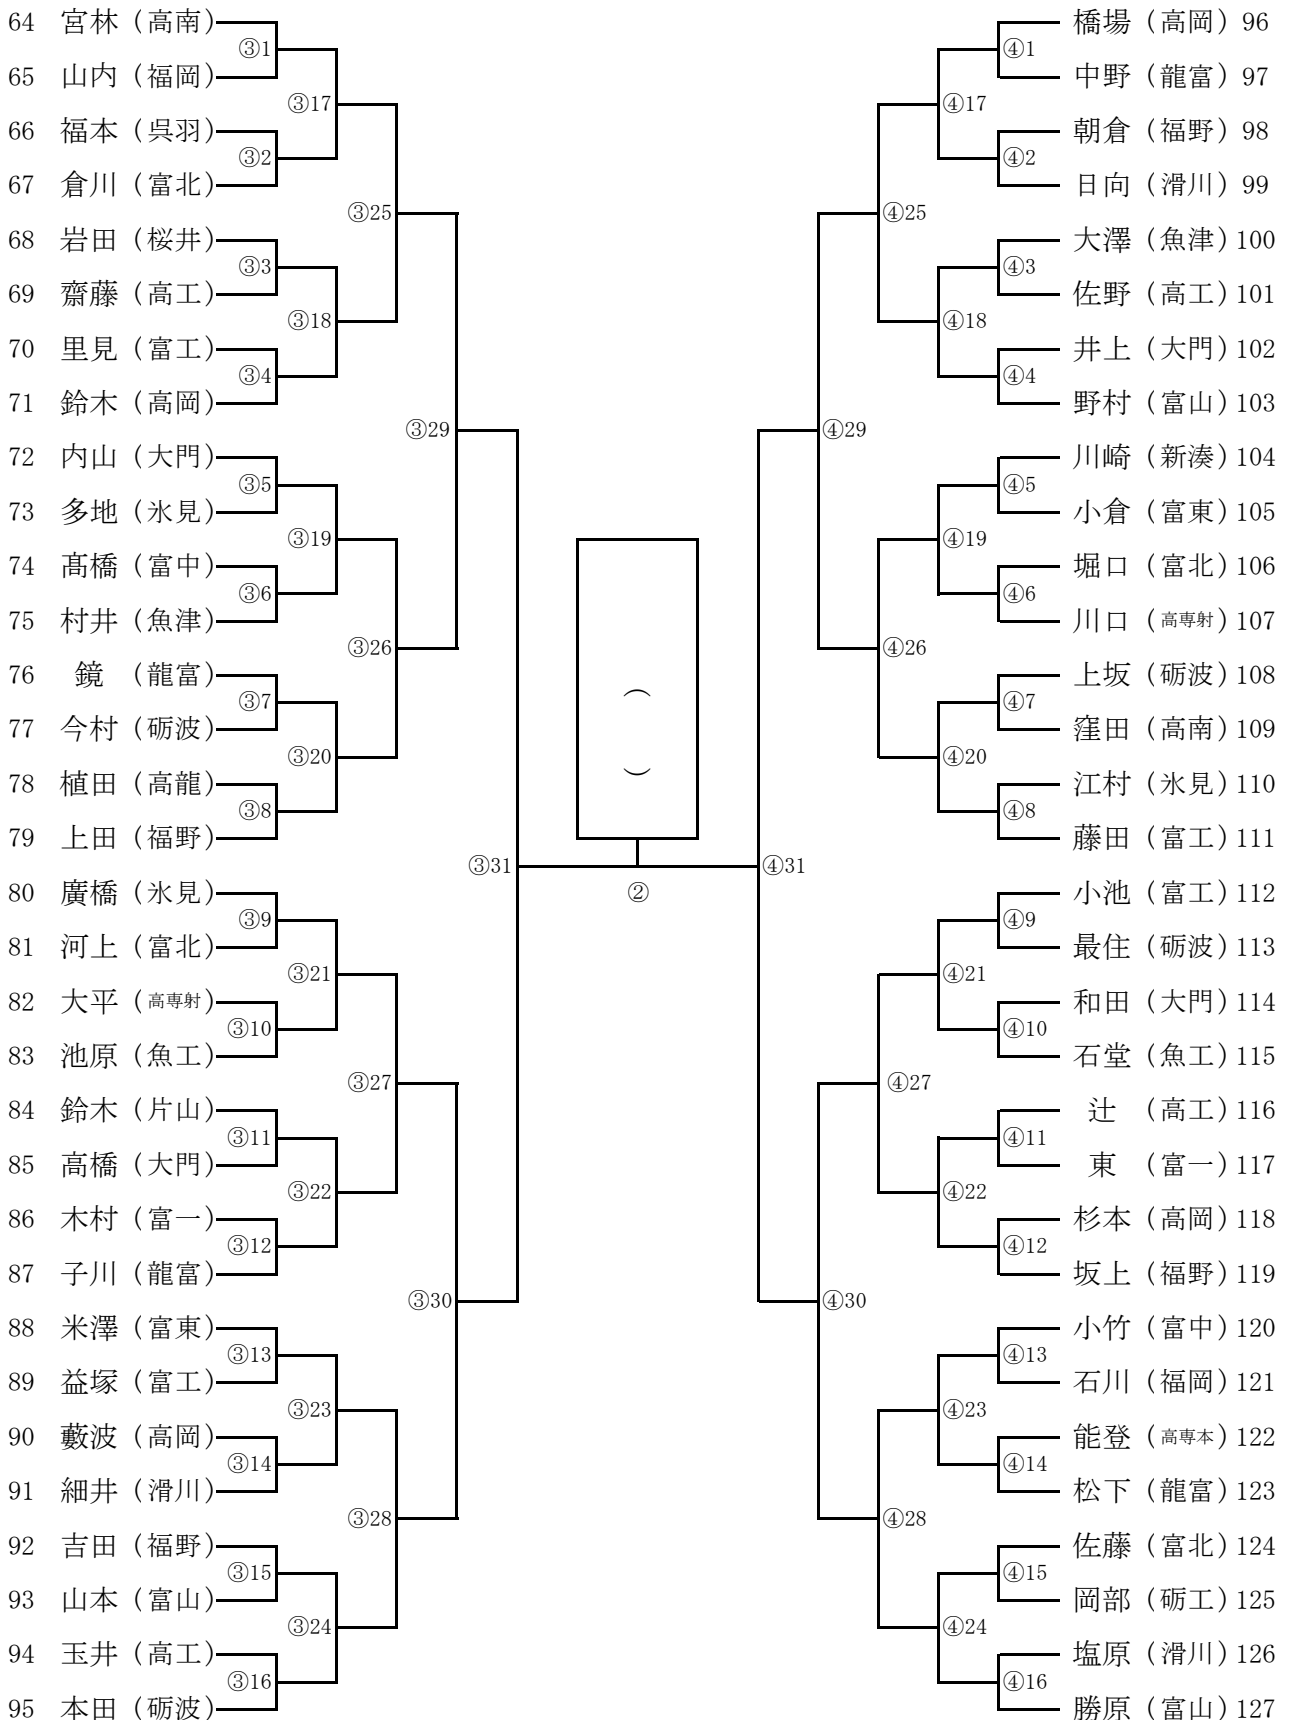 64 宮林（高南）
③1
65 山内（福岡）
③17
66 福本（呉羽）
③2
67 倉川（富北）
③25
68 岩田（桜井）
③3
69 齋藤（高工）
③18
70 里見（富工）
③4
71 鈴木（高岡）
③29
72 内山（大門）
③5
73 多地（氷見）
③19
74 髙橋（富中）
③6
75 村井（魚津）
③26
76 鏡（龍富）
③7
77 今村（砺波）
③20
78 植田（高龍）
③8
79 上田（福野）
③31
80 廣橋（氷見）
③9
81 河上（富北）
③21
82 大平（高専射）
③10
83 池原（魚工）
③27
84 鈴木（片山）
③11
85 高橋（大門）
③22
86 木村（富一）
③12
87 子川（龍富）
③30
88 米澤（富東）
③13
89 益塚（富工）
③23
90 藪波（高岡）
③14
91 細井（滑川）
③28
92 吉田（福野）
③15
93 山本（富山）
③24
94 玉井（高工）
③16
95 本田（砺波）
（ ）
②
橋場（高岡）96
④1
中野（龍富）97
④17
朝倉（福野）98
④2
日向（滑川）99
④25
大澤（魚津）100
④3
佐野（高工）101
④18
井上（大門）102
④4
野村（富山）103
④29
川崎（新湊）104
④5
小倉（富東）105
④19
堀口（富北）106
④6
川口（高専射）107
④26
上坂（砺波）108
④7
窪田（高南）109
④20
江村（氷見）110
④8
藤田（富工）111
④31
小池（富工）112
④9
最住（砺波）113
④21
和田（大門）114
④10
石堂（魚工）115
④27
辻（高工）116
④11
東（富一）117
④22
杉本（高岡）118
④12
坂上（福野）119
④30
小竹（富中）120
④13
石川（福岡）121
④23
能登（高専本）122
④14
松下（龍富）123
④28
佐藤（富北）124
④15
岡部（砺工）125
④24
塩原（滑川）126
④16
勝原（富山）127